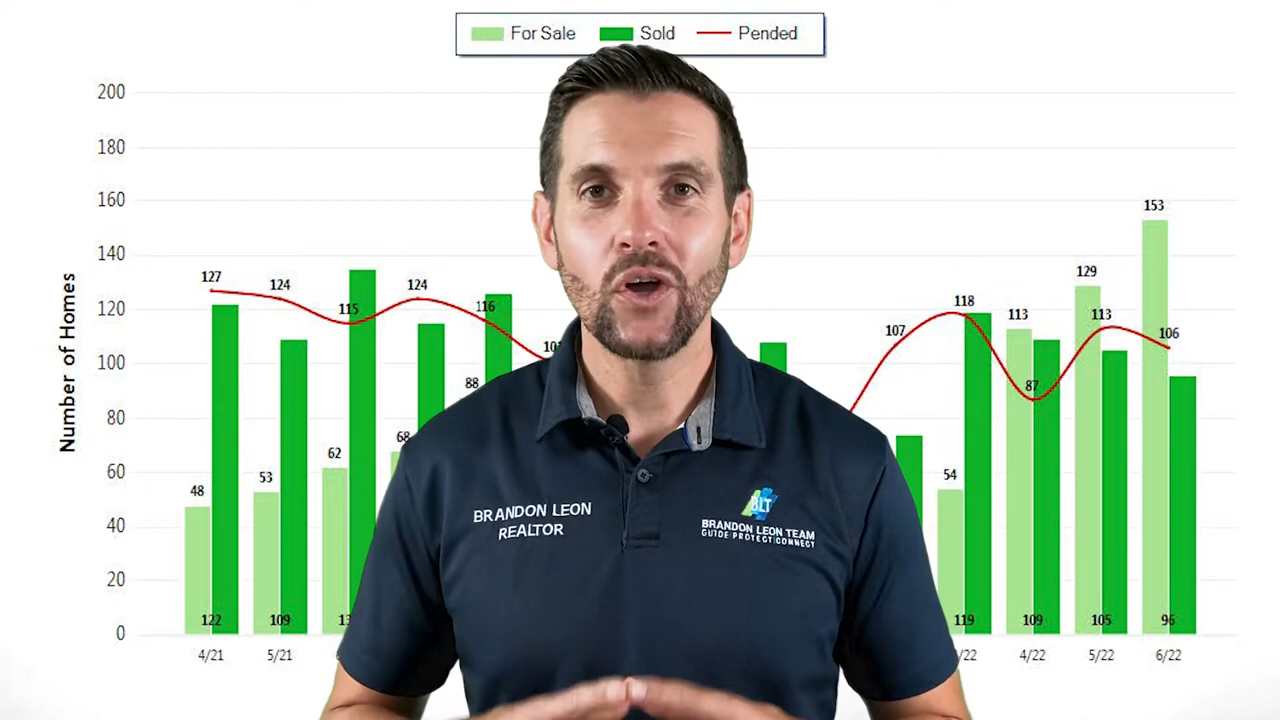 For Sale Sold Pended
200
180
160
140
120
100
80
60
40
20
0
Number of Homes
127 124 115 124 116
88
68
62
53
48
107 118 87 113 106
54
113
129
153
122 109
119 109 105 96
4/21 5/21
4/22 5/22 6/22
BRANDON LEON
REALTOR
BLT
BRANDON LEON TEAM
GUIDE PROTECT CONNECT